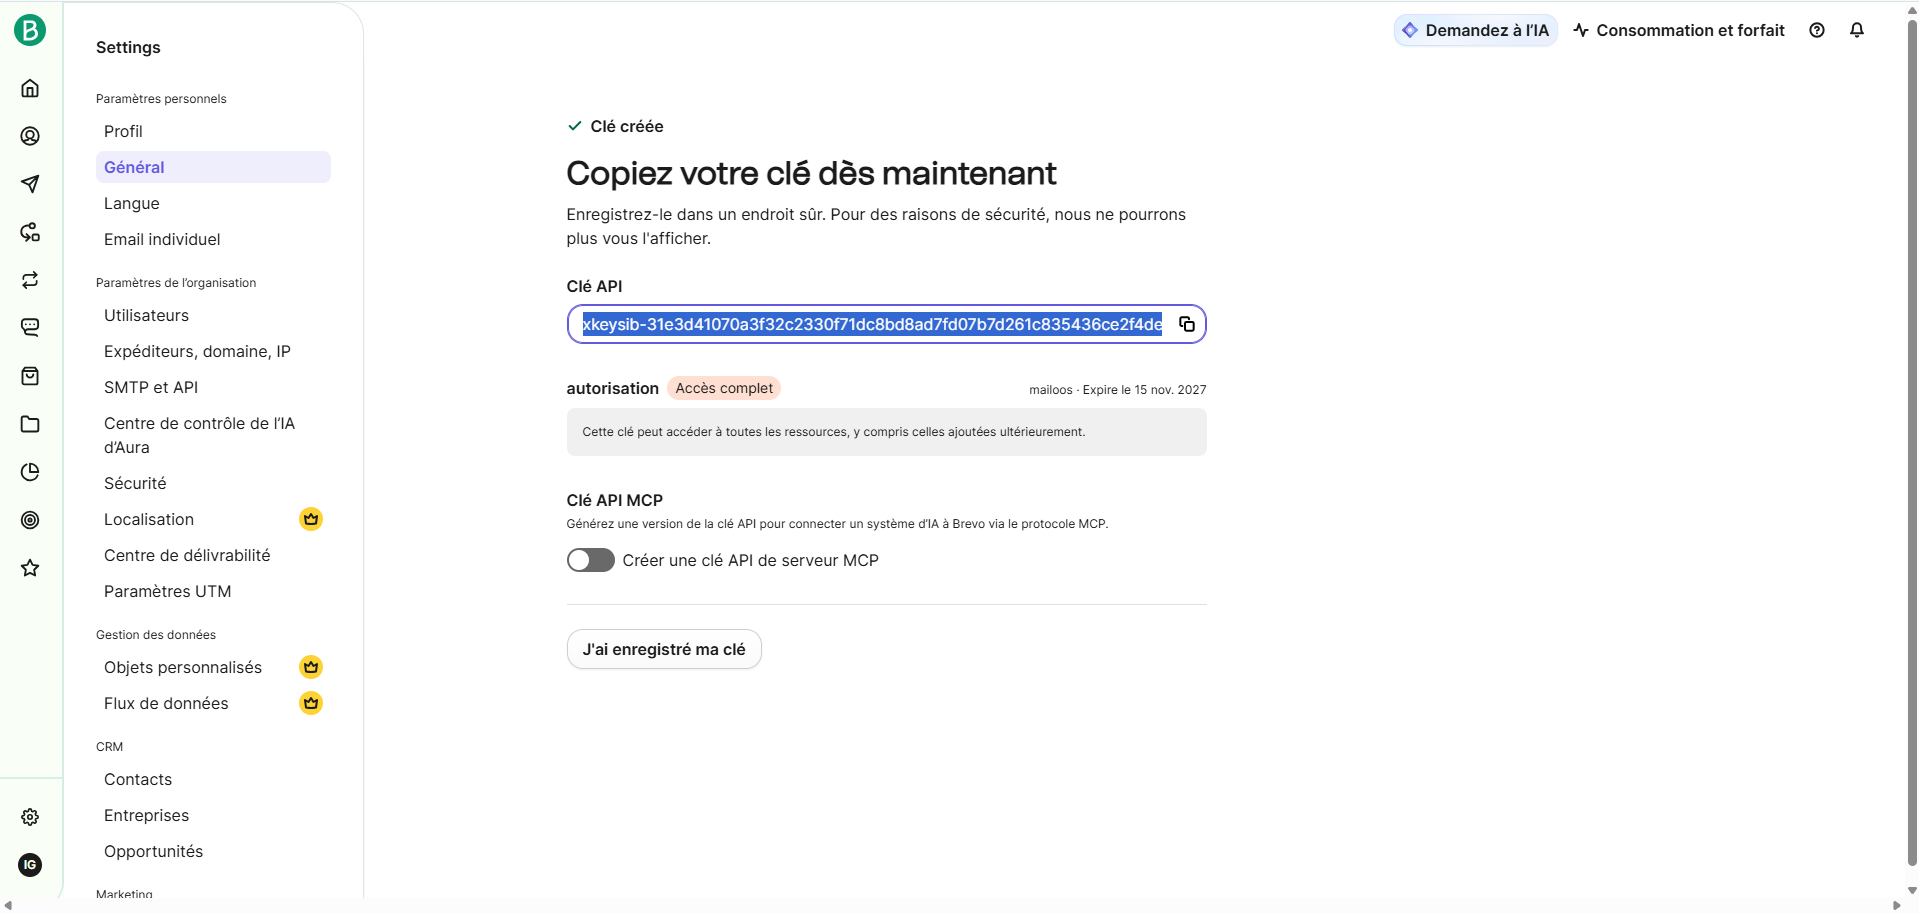 B
Demandez à l'IA
Consommation et forfait
Settings
Paramètres personnels
Profil
Général
Langue
Email individuel
Paramètres de l'organisation
Utilisateurs
Expéditeurs, domaine, IP
SMTP et API
Centre de contrôle de l'IA
d'Aura
Sécurité
Localisation
Centre de délivrabilité
Paramètres UTM
Gestion des données
Objets personnalisés
Flux de données
CRM
Contacts
Entreprises
Opportunités
Marketing
IG
Clé créée
Copiez votre clé dès maintenant
Enregistrez-le dans un endroit sûr. Pour des raisons de sécurité, nous ne pourrons
plus vous l'afficher.
Clé API
xkeysib-31e3d41070a3f32c2330f71dc8bd8ad7fd07b7d261c835436ce2f4de
autorisation
Accès complet
mailoos · Expire le 15 nov. 2027
Cette clé peut accéder à toutes les ressources, y compris celles ajoutées ultérieurement.
Clé API MCP
Générez une version de la clé API pour connecter un système d'IA à Brevo via le protocole MCP.
Créer une clé API de serveur MCP
J'ai enregistré ma clé